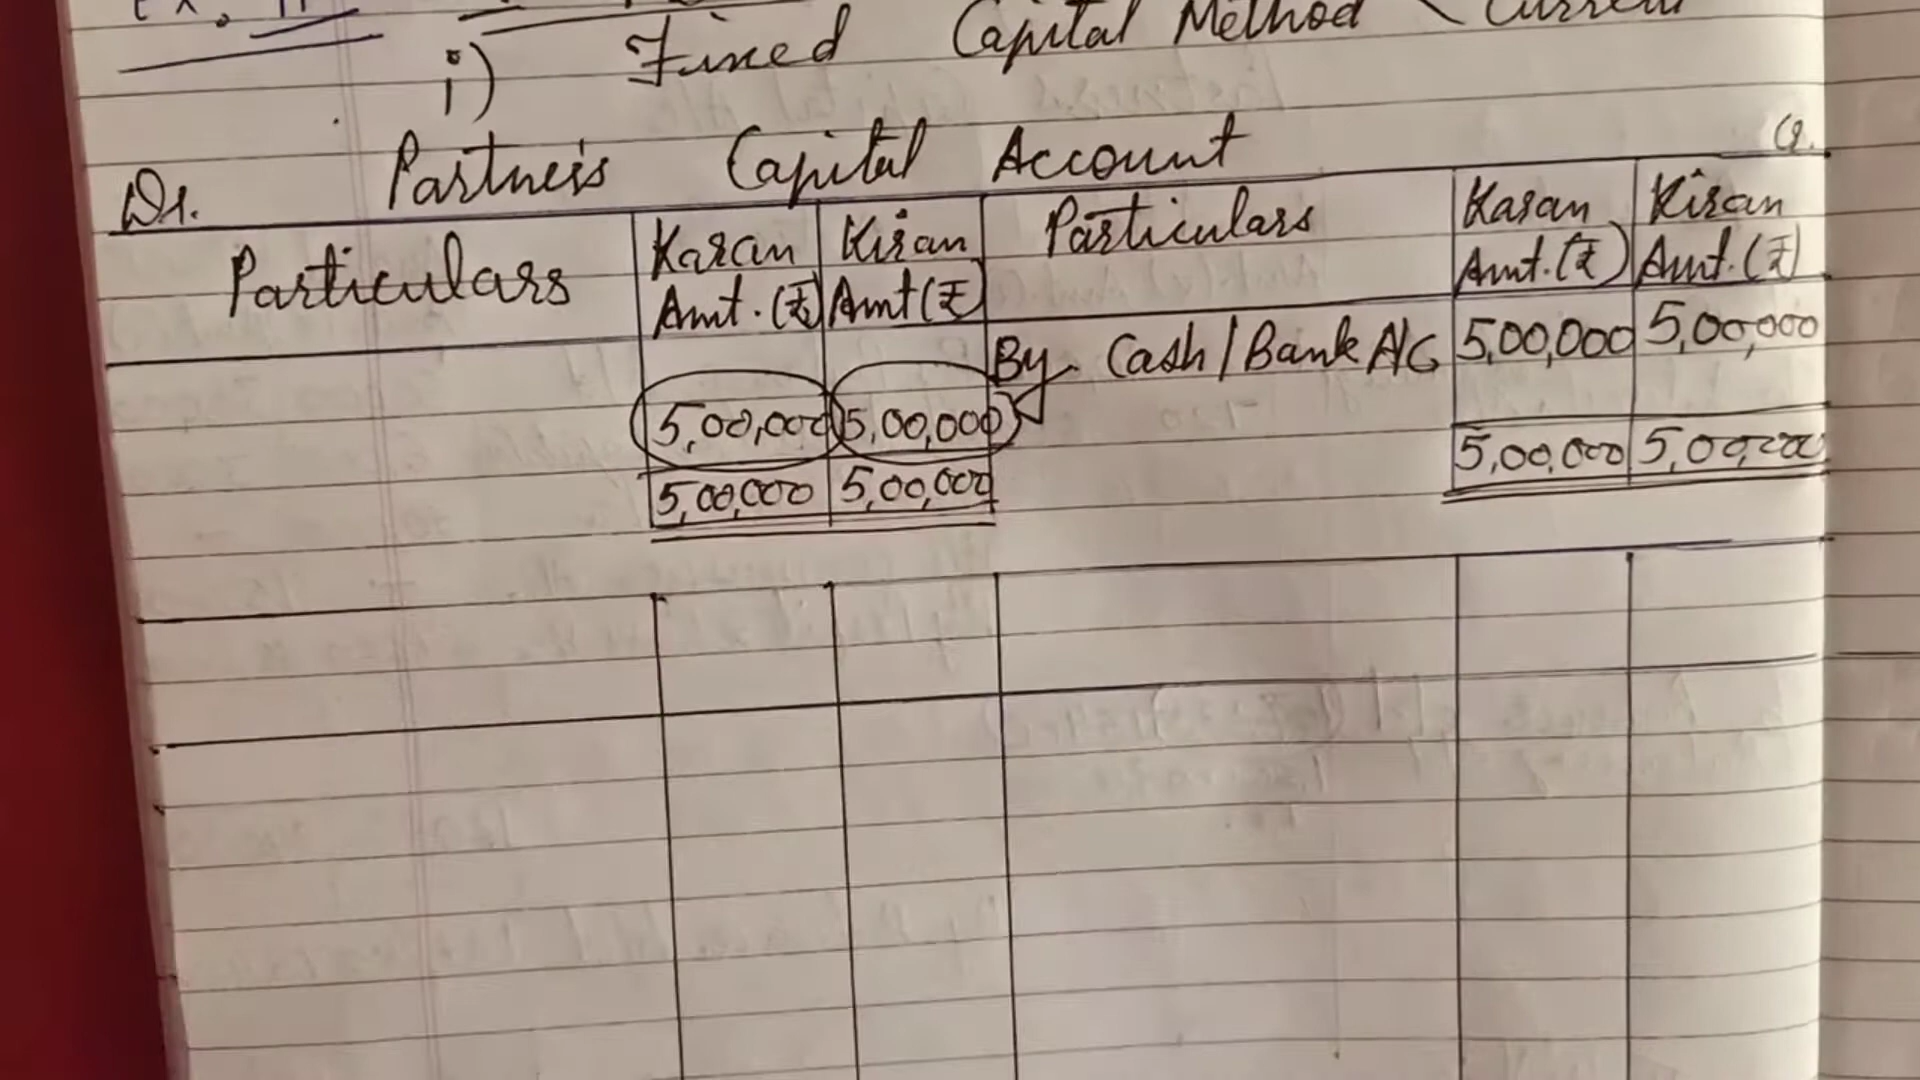 i) Fixed Capital Method Current
Partner's Capital Account
Dr. Cr.
Particulars Karan Amt. (₹) Kiran Amt (₹) Particulars Karan Amt. (₹) Kiran Amt. (₹)
By Cash/Bank A/C 5,00,000 5,00,000
5,00,000 5,00,000
5,00,000 5,00,000 5,00,000 5,00,000